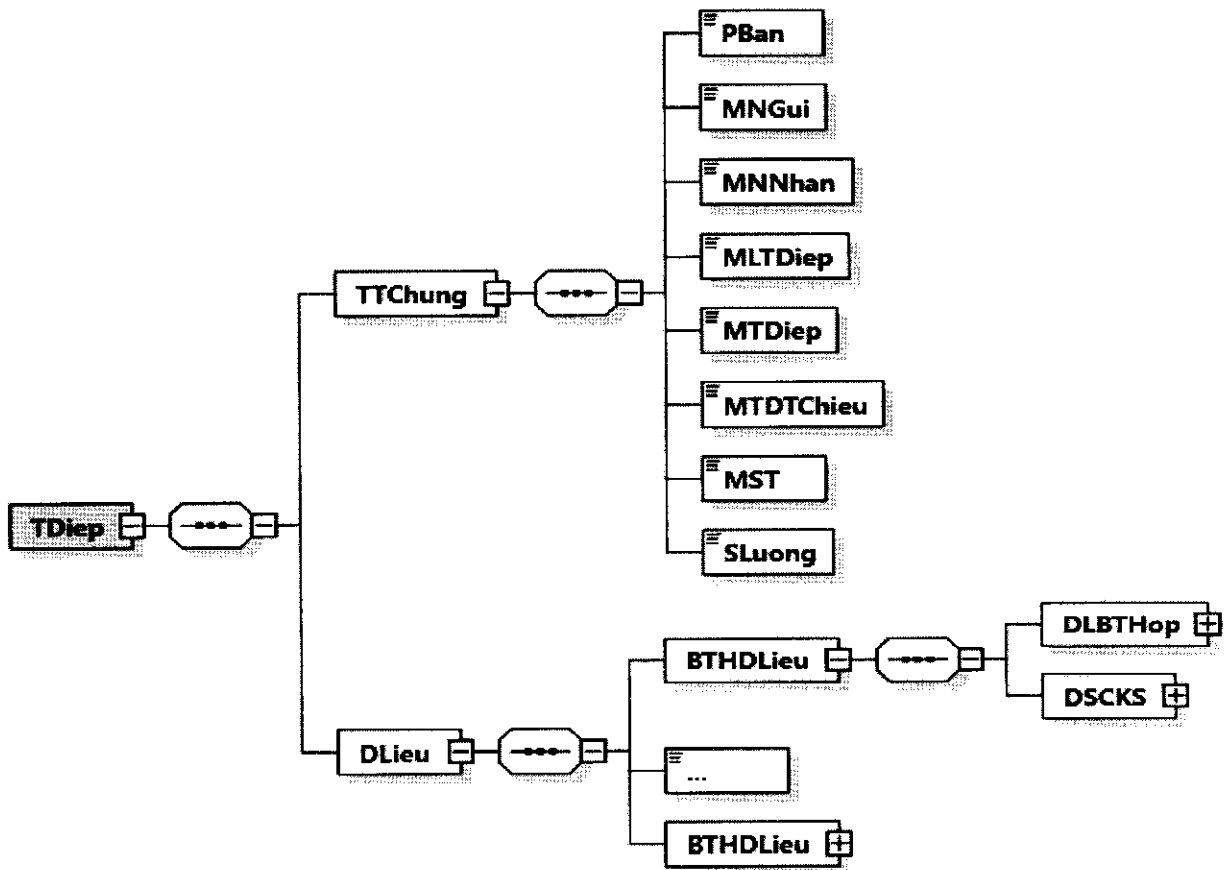 PBan
MNGui
MNNhan
MLTDiep
TTChung
MTDiep
MTDTChieu
MST
TDiep
SLuong
DLBTHop
BTHDLieu
DSCKS
DLieu
...
BTHDLieu